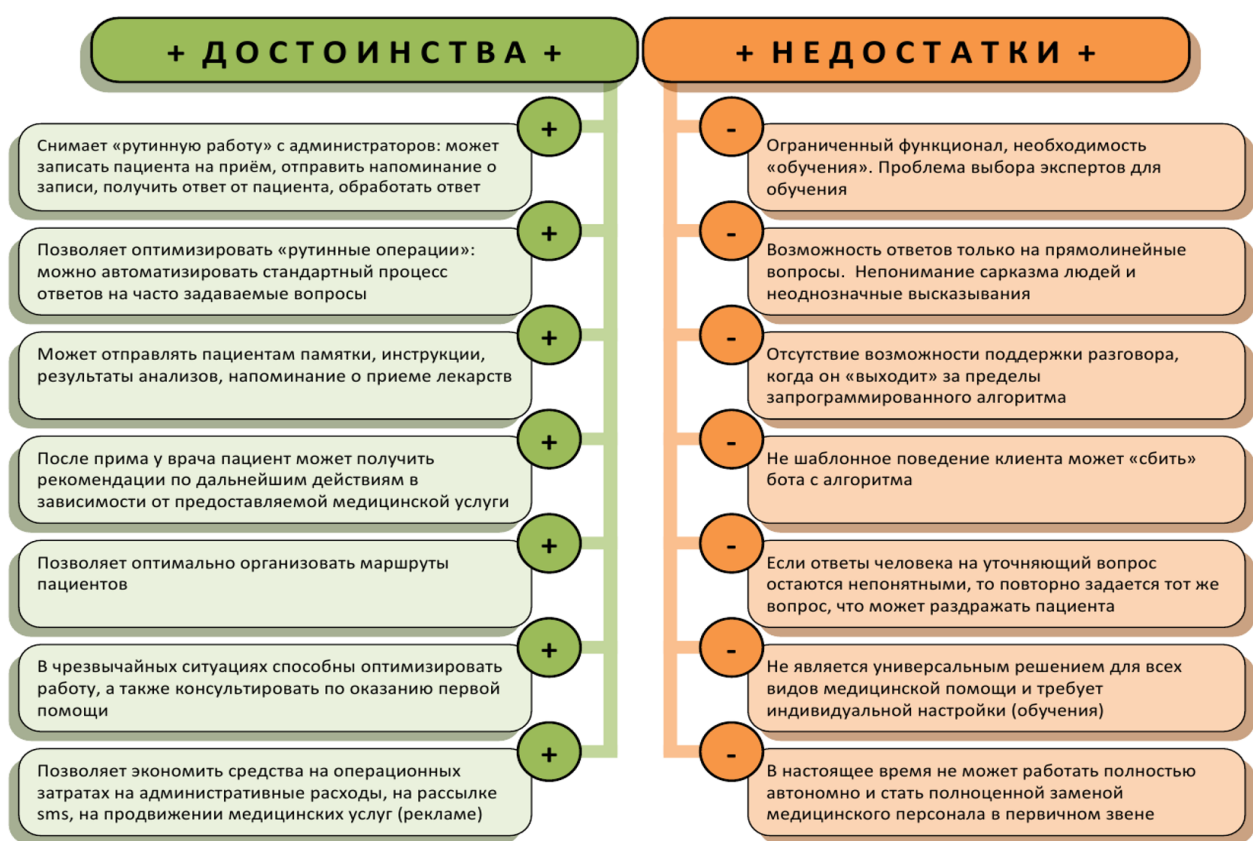 + ДОСТОИНСТВА +
+
Снимает «рутинную работу» с администраторов: может
записать пациента на приём, отправить напоминание о
записи, получить ответ от пациента, обработать ответ
+
Позволяет оптимизировать «рутинные операции»:
можно автоматизировать стандартный процесс
ответов на часто задаваемые вопросы
+
Может отправлять пациентам памятки, инструкции,
результаты анализов, напоминание о приеме лекарств
+
После прима у врача пациент может получить
рекомендации по дальнейшим действиям в
зависимости от предоставляемой медицинской услуги
+
Позволяет оптимально организовать маршруты
пациентов
+
В чрезвычайных ситуациях способны оптимизировать
работу, а также консультировать по оказанию первой
помощи
+
Позволяет экономить средства на операционных
затратах на административные расходы, на рассылке
sms, на продвижении медицинских услуг (рекламе)
+ НЕДОСТАТКИ +
-
Ограниченный функционал, необходимость
«обучения». Проблема выбора экспертов для
обучения
-
Возможность ответов только на прямолинейные
вопросы. Непонимание сарказма людей и
неоднозначные высказывания
-
Отсутствие возможности поддержки разговора,
когда он «выходит» за пределы
запрограммированного алгоритма
-
Не шаблонное поведение клиента может «сбить»
бота с алгоритма
-
Если ответы человека на уточняющий вопрос
остаются непонятными, то повторно задается тот же
вопрос, что может раздражать пациента
-
Не является универсальным решением для всех
видов медицинской помощи и требует
индивидуальной настройки (обучения)
-
В настоящее время не может работать полностью
автономно и стать полноценной заменой
медицинского персонала в первичном звене